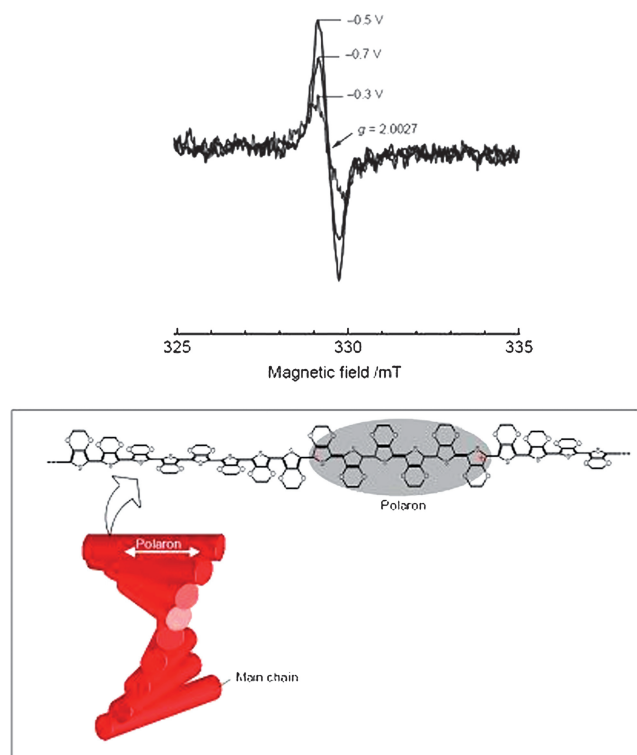 –0.5 V
–0.7 V
–0.3 V
g = 2.0027
325 330 335
Magnetic field /mT
Polaron
Polaron
Main chain